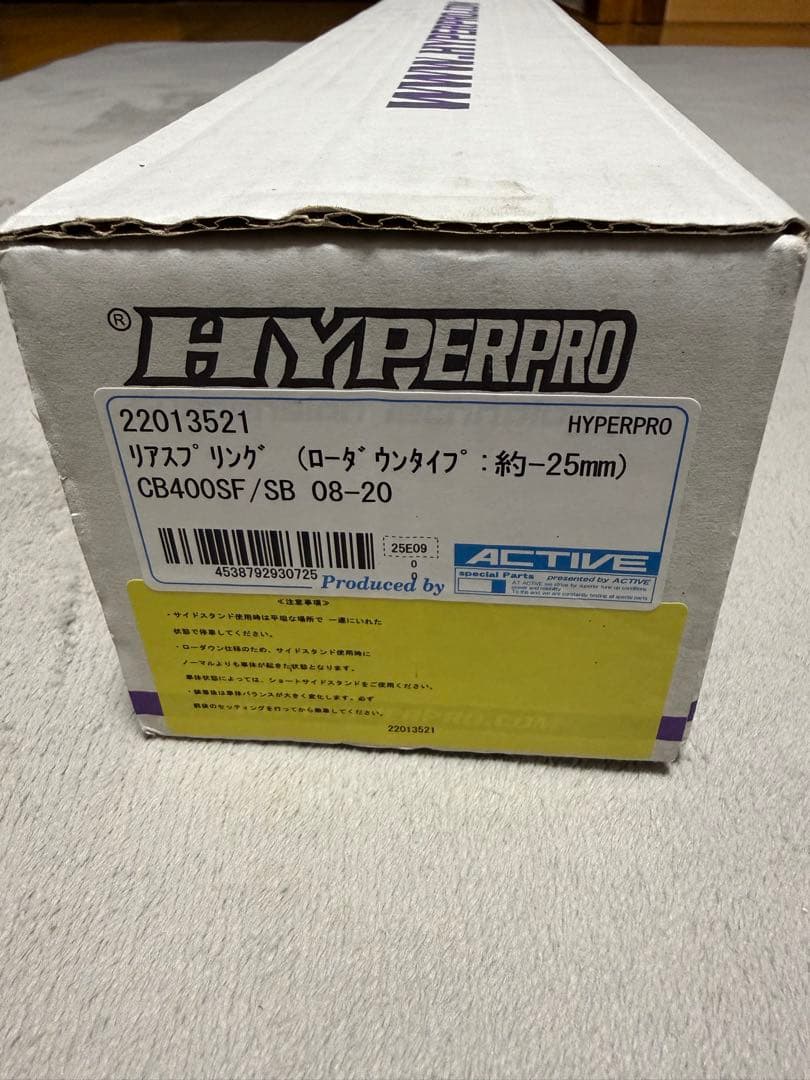 WWW.HYPERPRO.COM
® HYPERPRO
22013521 HYPERPRO
リアスプリング (ローダウンタイプ:約-25mm)
CB400SF/SB 08-20
25E09
0
0
4538792930725
Produced by
ACTIVE
special Parts presented by ACTIVE
≪注意事項≫
・サイドスタンド使用時は平坦な場所で 一速にいれた
状態で停車してください。
・ローダウン仕様のため、サイドスタンド使用時に
ノーマルよりも車体が起きた状態となります。
車体状態によっては、ショートサイドスタンドをご使用ください。
・装着後は車体バランスが大きく変化します。必ず
前後のセッティングを行ってから乗車してください。
22013521